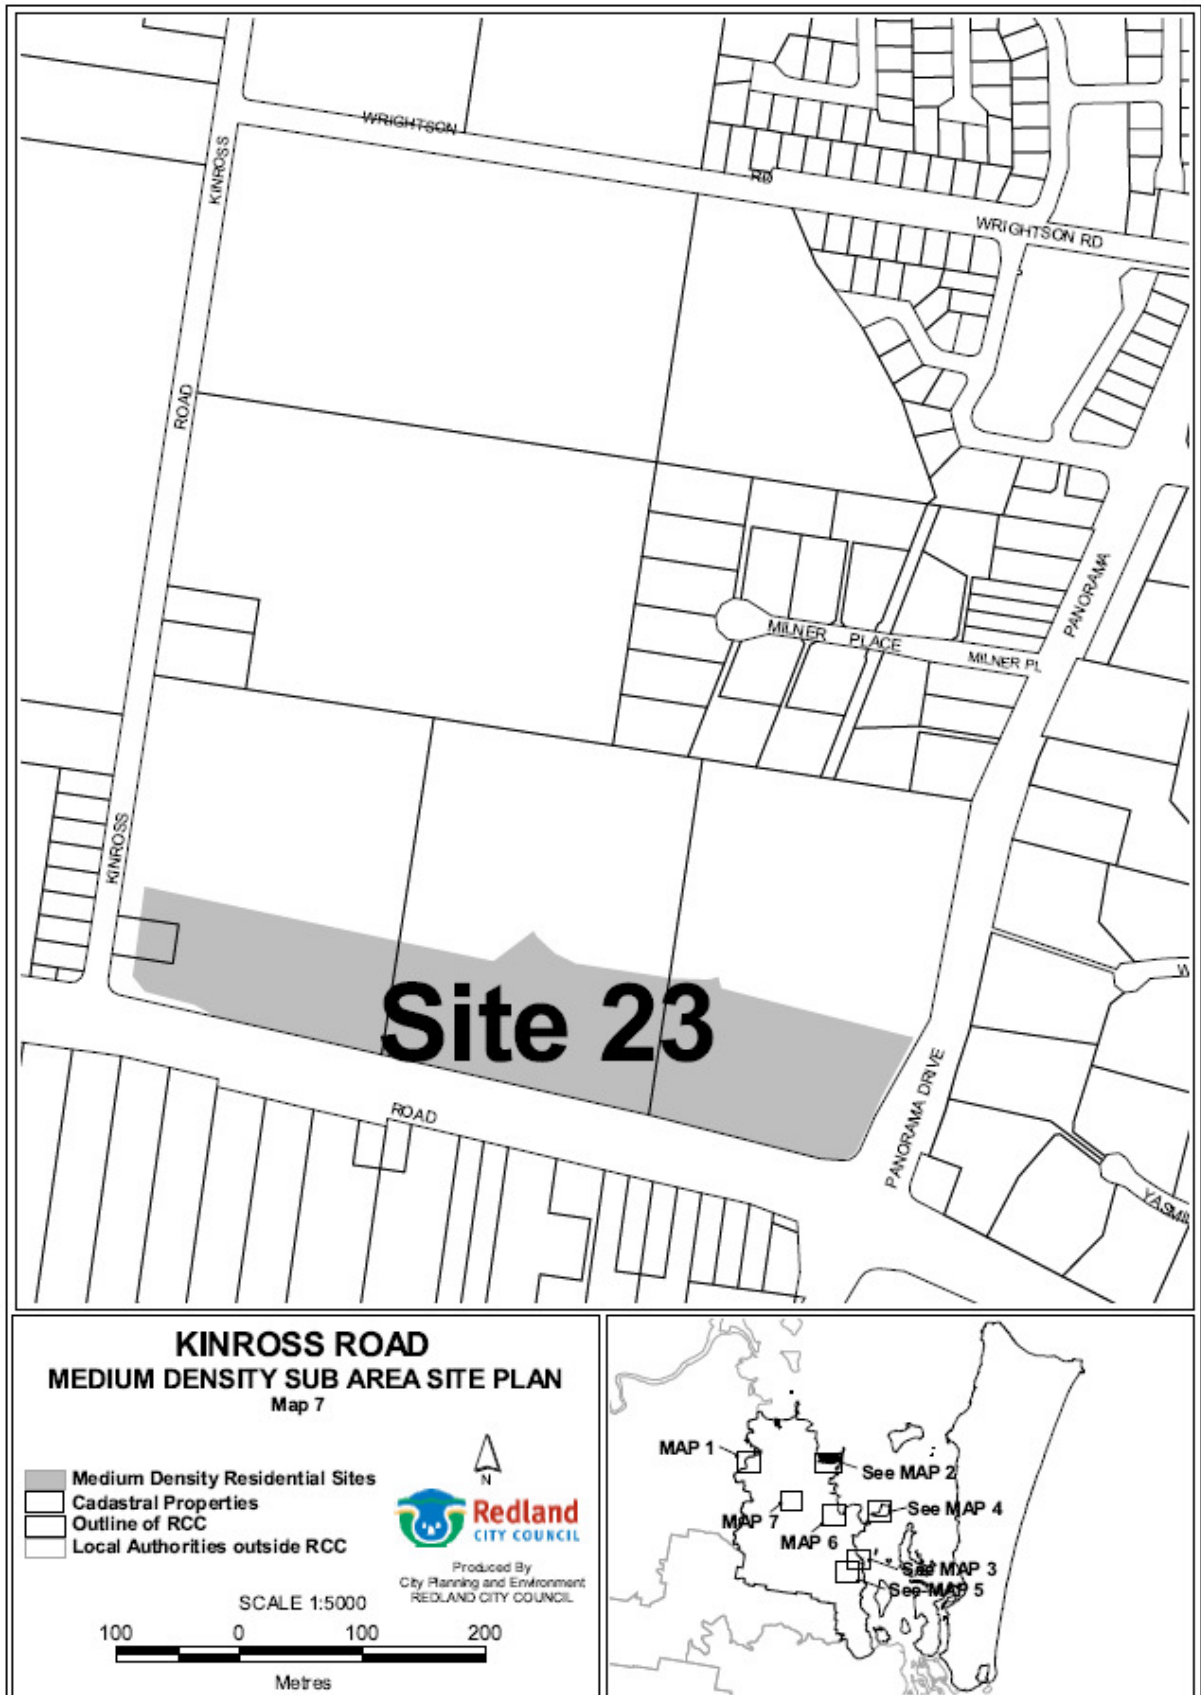 WRIGHTSON
RD
WRIGHTSON RD
KINROSS
ROAD
PANORAMA
MILNER PLACE
MILNER PL
KINROSS
Site 23
W
ROAD
PANORAMA DRIVE
YASMI
KINROSS ROAD
MEDIUM DENSITY SUB AREA SITE PLAN
Map 7
N
Medium Density Residential Sites
Cadastral Properties
Outline of RCC
Local Authorities outside RCC
Redland
CITY COUNCIL
Produced By
City Planning and Environment
REDLAND CITY COUNCIL
SCALE 1:5000
100 0 100 200
Metres
MAP 1
See MAP 2
MAP 7
See MAP 4
MAP 6
See MAP 3
See MAP 5